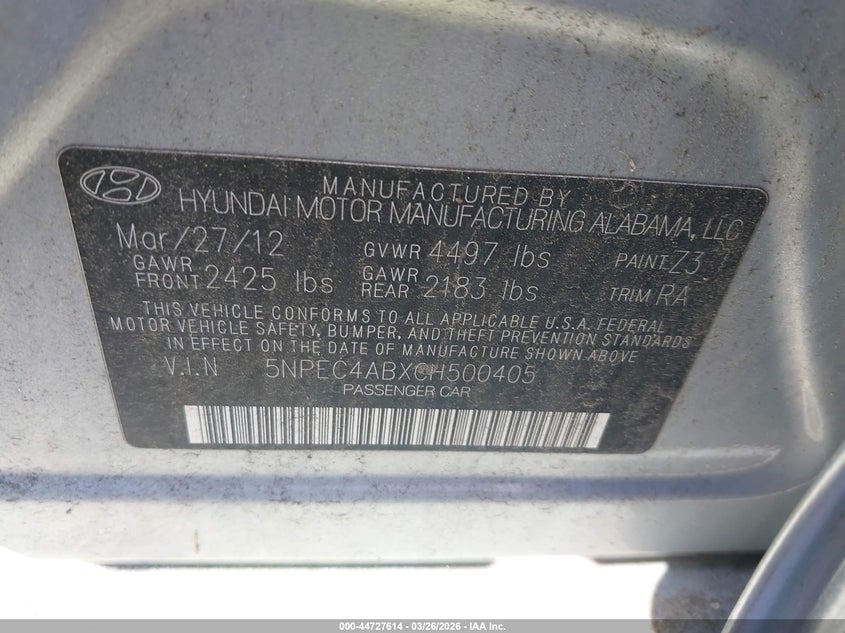 MANUFACTURED BY
HYUNDAI MOTOR MANUFACTURING ALABAMA, LLC
Mar/27/12 GVWR 4497 lbs PAINT Z3
GAWR FRONT 2425 lbs GAWR REAR 2183 lbs TRIM RA
THIS VEHICLE CONFORMS TO ALL APPLICABLE U.S.A. FEDERAL
MOTOR VEHICLE SAFETY, BUMPER, AND THEFT PREVENTION STANDARDS
IN EFFECT ON THE DATE OF MANUFACTURE SHOWN ABOVE.
V.I.N 5NPEC4ABXCH500405
PASSENGER CAR
000-44727614 | 03/26/2026 - IAA Inc.